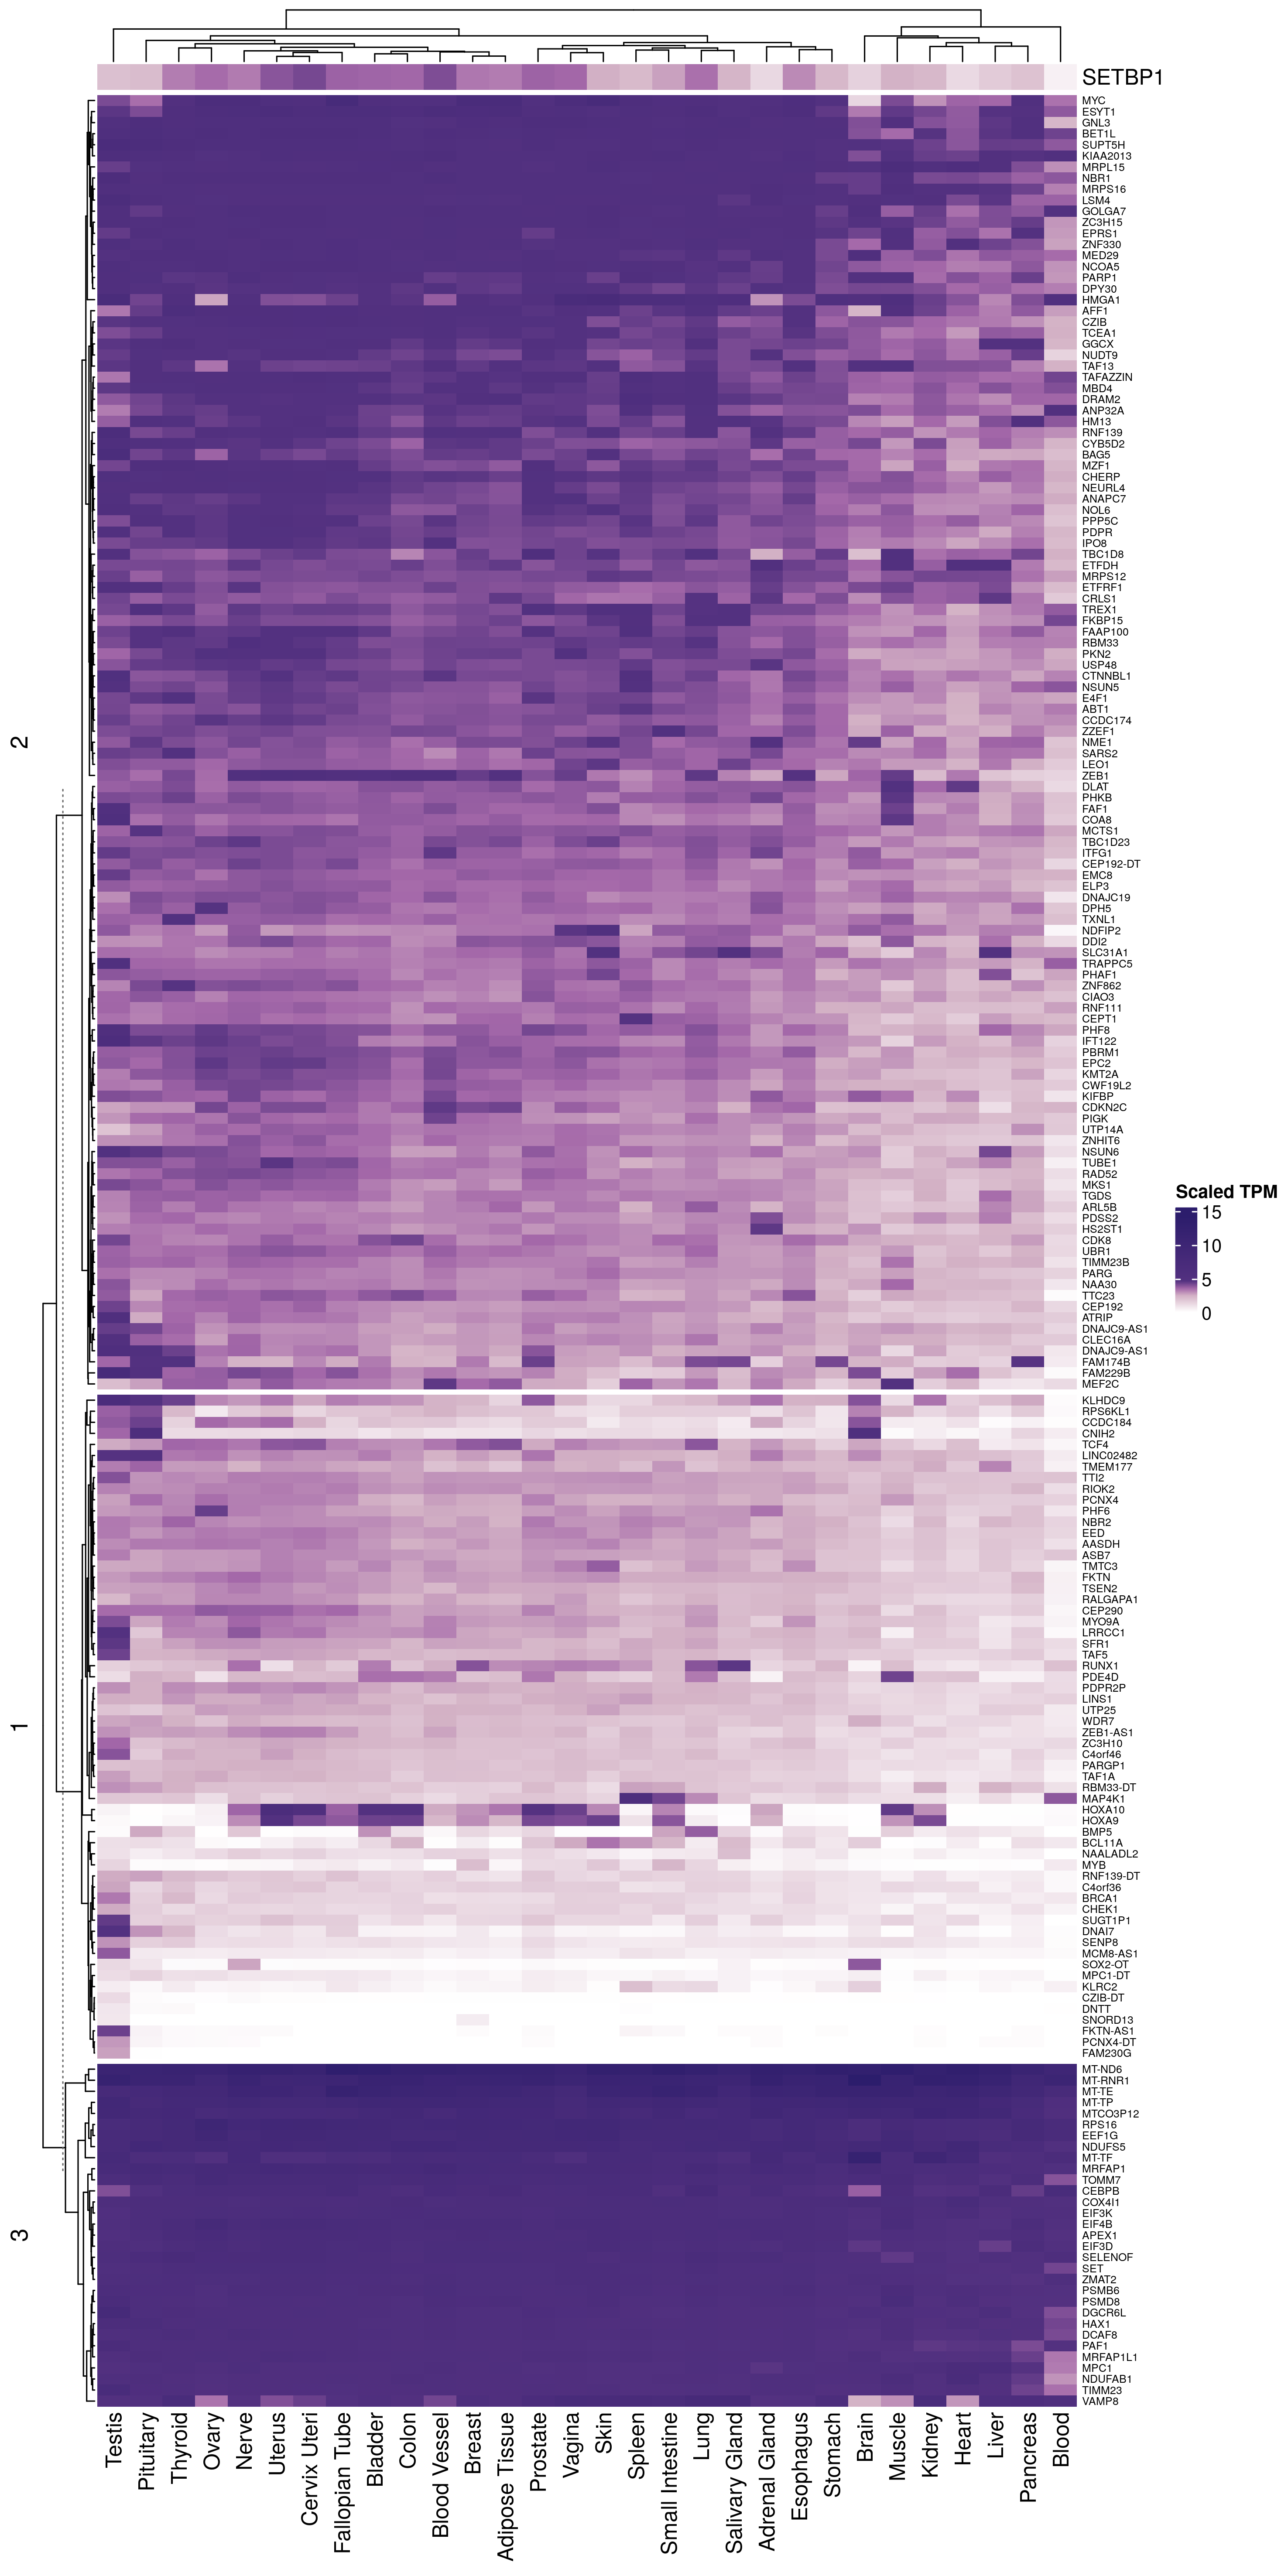 SETBP1
MYC
ESYT1
GNL3
BET1L
SUPT5H
KIAA2013
MRPL15
NBR1
MRPS16
LSM4
GOLGA7
ZC3H15
EPRS1
ZNF330
MED29
NCOA5
PARP1
DPY30
HMGA1
AFF1
CZIB
TCEA1
GGCX
NUDT9
TAF13
TAFAZZIN
MBD4
DRAM2
ANP32A
HM13
RNF139
CYB5D2
BAG5
MZF1
CHERP
NEURL4
ANAPC7
NOL6
PPP5C
PDPR
IPO8
TBC1D8
ETFDH
MRPS12
ETFRF1
CRLS1
TREX1
FKBP15
FAAP100
RBM33
PKN2
USP48
CTNNBL1
NSUN5
E4F1
ABT1
CCDC174
ZZEF1
NME1
SARS2
LEO1
ZEB1
DLAT
PHKB
FAF1
COA8
MCTS1
TBC1D23
ITFG1
CEP192-DT
EMC8
ELP3
DNAJC19
DPH5
TXNL1
NDFIP2
DDI2
SLC31A1
TRAPPC5
PHAF1
ZNF862
CIAO3
RNF111
CEPT1
PHF8
IFT122
PBRM1
EPC2
KMT2A
CWF19L2
KIFBP
CDKN2C
PIGK
UTP14A
ZNHIT6
NSUN6
TUBE1
RAD52
MKS1
TGDS
ARL5B
PDSS2
HS2ST1
CDK8
UBR1
TIMM23B
PARG
NAA30
TTC23
CEP192
ATRIP
DNAJC9-AS1
CLEC16A
DNAJC9-AS1
FAM174B
FAM229B
MEF2C
2
KLHDC9
RPS6KL1
CCDC184
CNIH2
TCF4
LINC02482
TMEM177
TTI2
RIOK2
PCNX4
PHF6
NBR2
EED
AASDH
ASB7
TMTC3
FKTN
TSEN2
RALGAPA1
CEP290
MYO9A
LRRCC1
SFR1
TAF5
RUNX1
PDE4D
PDPR2P
LINS1
UTP25
WDR7
ZEB1-AS1
ZC3H10
C4orf46
PARGP1
TAF1A
RBM33-DT
MAP4K1
HOXA10
HOXA9
BMP5
BCL11A
NAALADL2
MYB
RNF139-DT
C4orf36
BRCA1
CHEK1
SUGT1P1
DNAI7
SENP8
MCM8-AS1
SOX2-OT
MPC1-DT
KLRC2
CZIB-DT
DNTT
SNORD13
FKTN-AS1
PCNX4-DT
FAM230G
1
MT-ND6
MT-RNR1
MT-TE
MT-TP
MTCO3P12
RPS16
EEF1G
NDUFS5
MT-TF
MRFAP1
TOMM7
CEBPB
COX4I1
EIF3K
EIF4B
APEX1
EIF3D
SELENOF
SET
ZMAT2
PSMB6
PSMD8
DGCR6L
HAX1
DCAF8
PAF1
MRFAP1L1
MPC1
NDUFAB1
TIMM23
VAMP8
3
Testis
Pituitary
Thyroid
Ovary
Nerve
Uterus
Cervix Uteri
Fallopian Tube
Bladder
Colon
Blood Vessel
Breast
Adipose Tissue
Prostate
Vagina
Skin
Spleen
Small Intestine
Lung
Salivary Gland
Adrenal Gland
Esophagus
Stomach
Brain
Muscle
Kidney
Heart
Liver
Pancreas
Blood
Scaled TPM
15
10
5
0